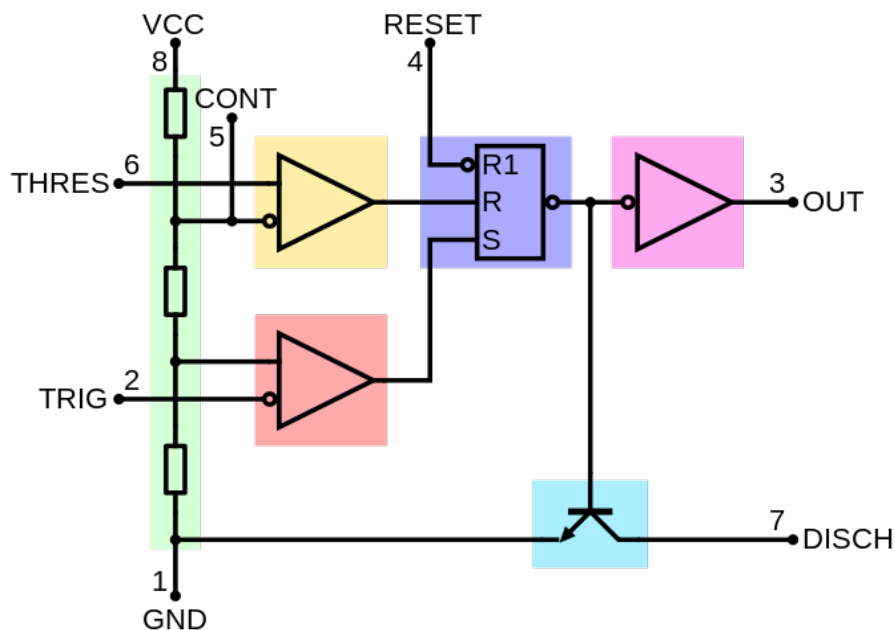 VCC
RESET
8
4
CONT
5
THRES
6
R1
R
3
OUT
S
TRIG
2
7
DISCH
1
GND